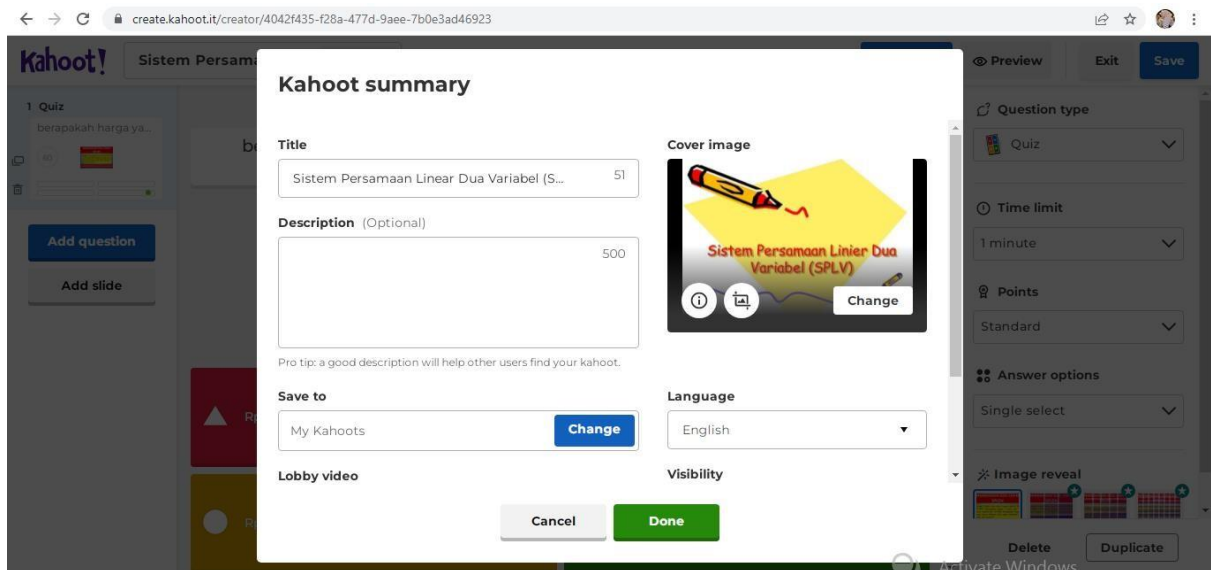 create.kahoot.it/creator/4042f435-f28a-477d-9aee-7b0e3ad46923
Kahoot!
Sistem Persama
Preview
Exit
Save
1 Quiz
berapakah harga ya...
Add question
Add slide
be
Kahoot summary
Title
Sistem Persamaan Linear Dua Variabel (S...
51
Description (Optional)
500
Pro tip: a good description will help other users find your kahoot.
Save to
My Kahoots
Change
Lobby video
Cover image
Sistem Persamaan Linier Dua
Variabel (SPLV)
Change
Language
English
Visibility
Cancel
Done
Question type
Quiz
Time limit
1 minute
Points
Standard
Answer options
Single select
Image reveal
Delete
Duplicate
Activate Windows